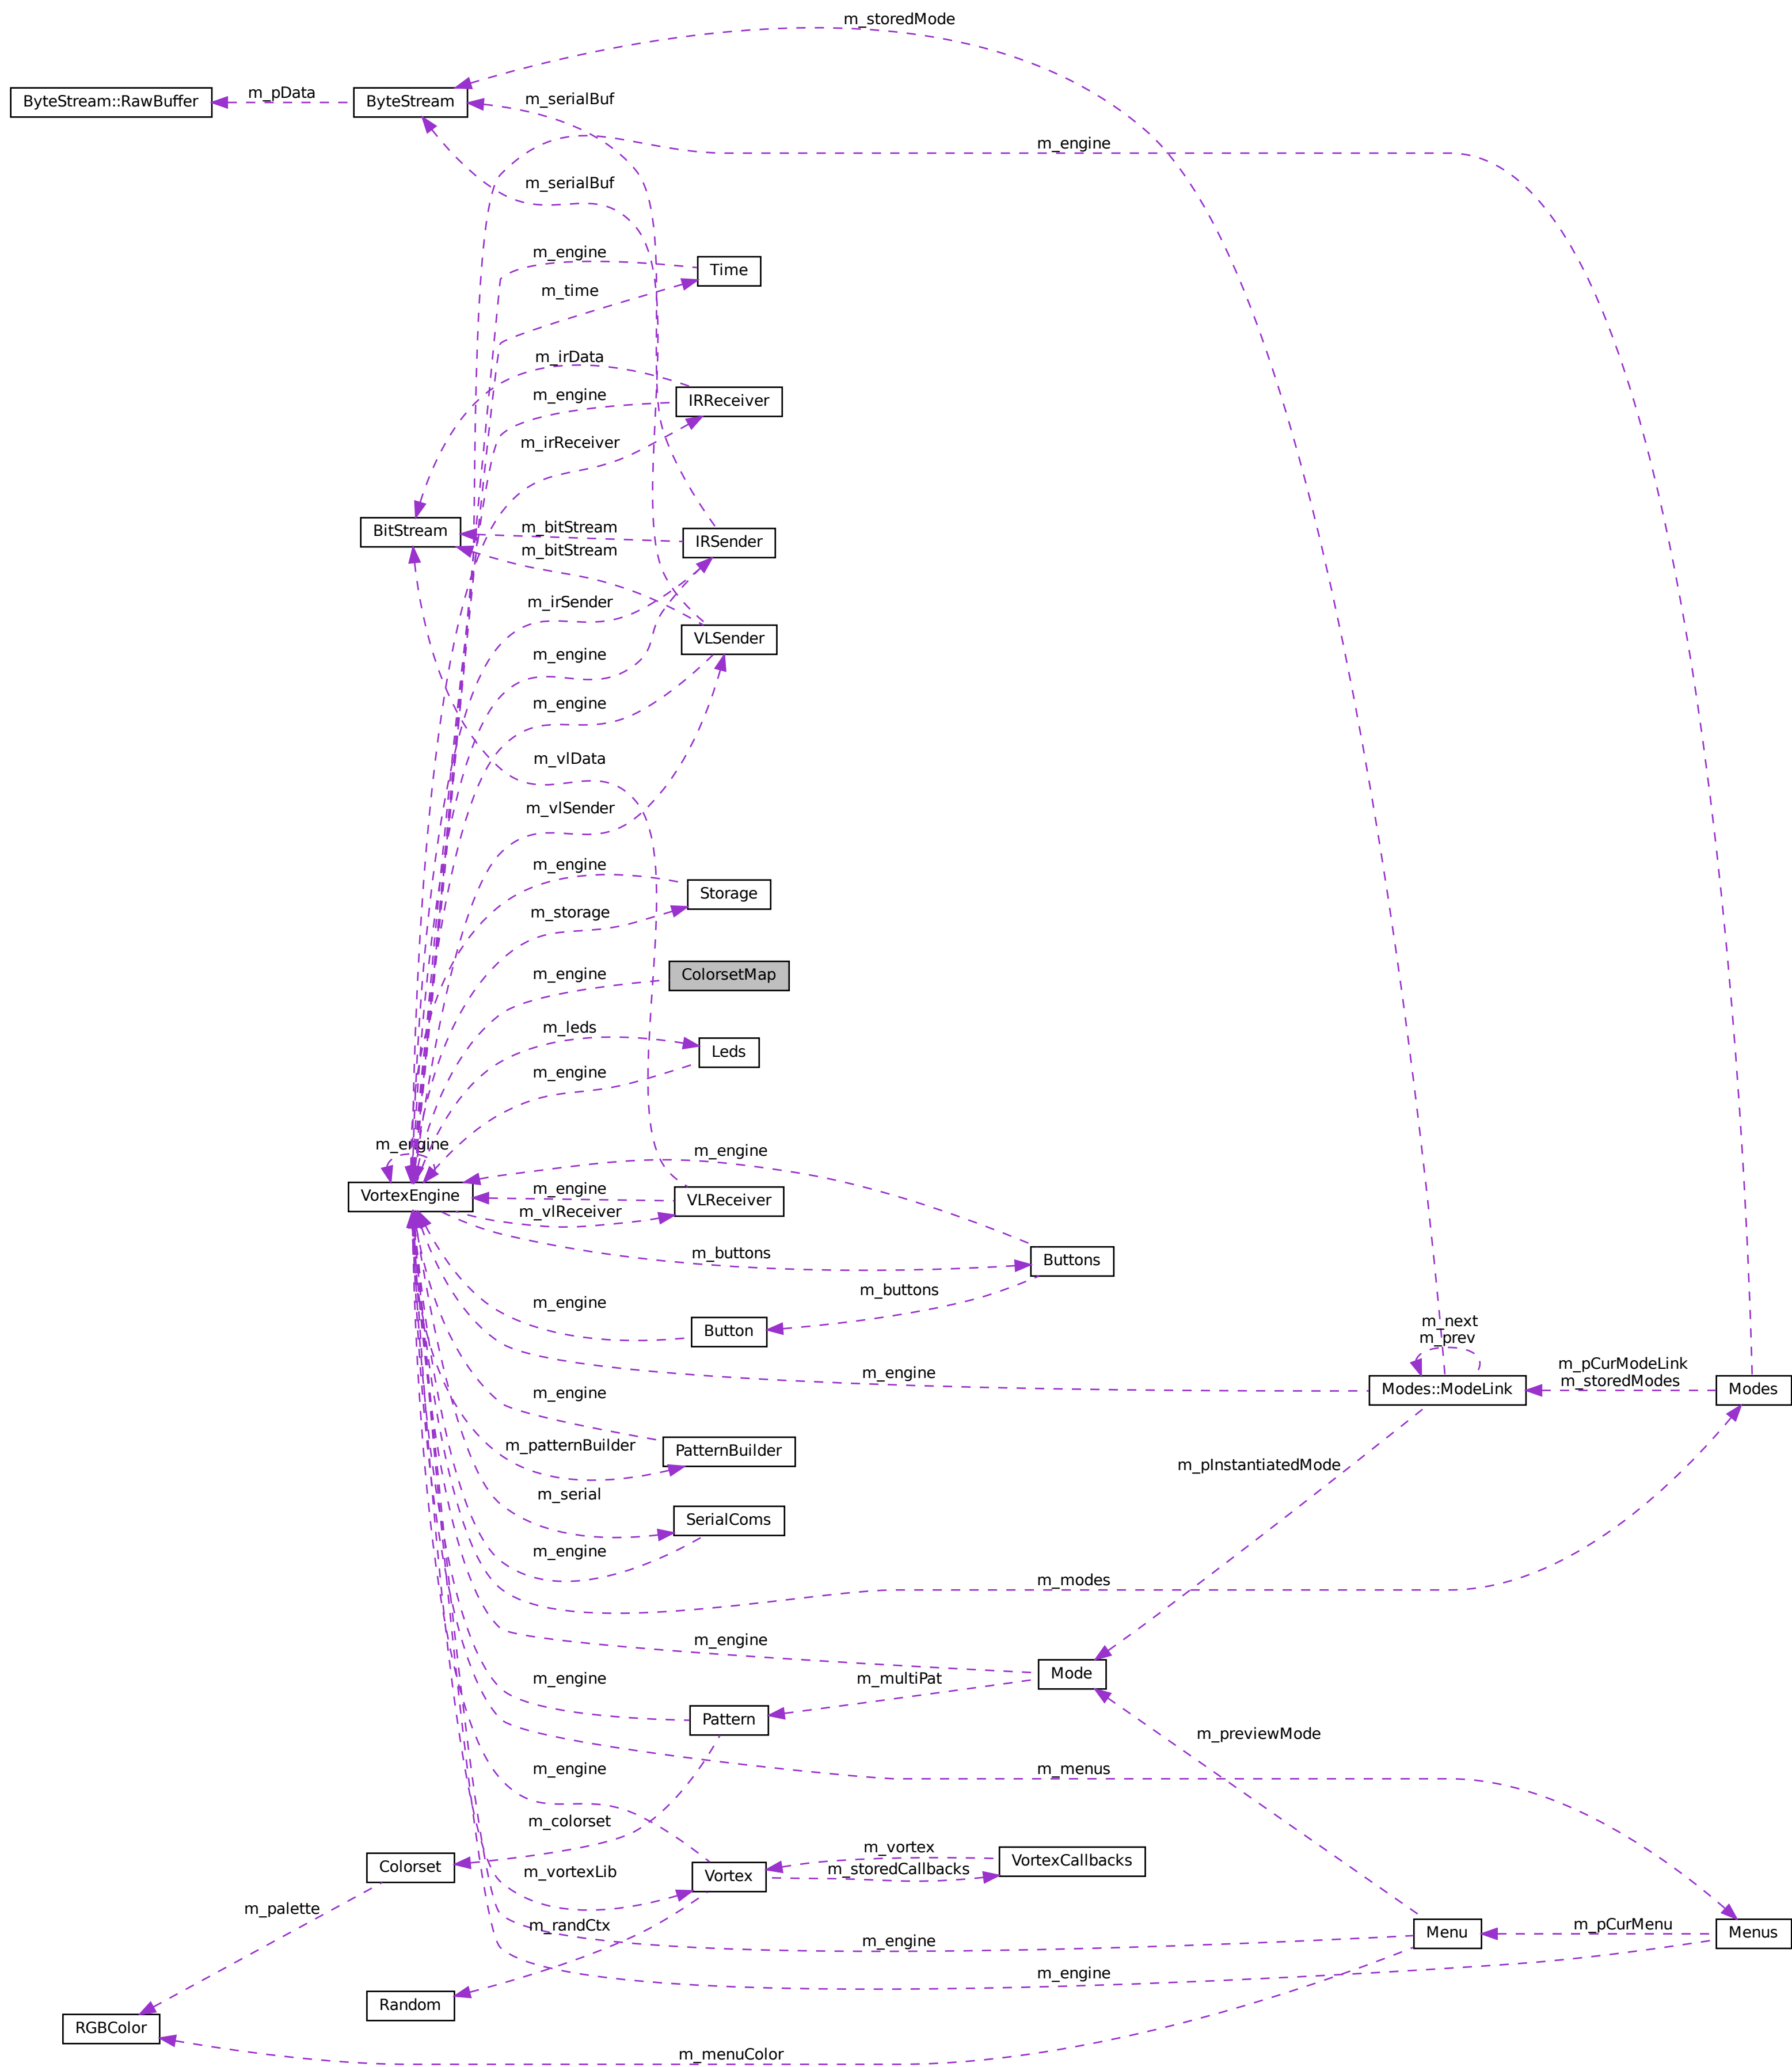 m_storedMode
ByteStream::RawBuffer
m_pData
ByteStream
m_serialBuf
m_engine
m_serialBuf
m_engine
Time
m_time
m_irData
m_engine
IRReceiver
m_irReceiver
BitStream
m_bitStream
IRSender
m_bitStream
m_irSender
VLSender
m_engine
m_engine
m_vlData
m_vlSender
m_engine
Storage
m_storage
m_engine
ColorsetMap
m_leds
Leds
m_engine
m_engine
m_engine
VortexEngine
m_engine
VLReceiver
m_vlReceiver
m_buttons
Buttons
m_buttons
m_engine
Button
m_next
m_prev
m_engine
Modes::ModeLink
m_pCurModeLink
m_storedModes
Modes
m_engine
m_patternBuilder
PatternBuilder
m_pInstantiatedMode
m_serial
SerialComs
m_engine
m_modes
m_engine
Mode
m_engine
m_multiPat
Pattern
m_previewMode
m_engine
m_menus
m_colorset
Colorset
m_vortexLib
Vortex
m_vortex
m_storedCallbacks
VortexCallbacks
m_palette
m_randCtx
m_engine
Menu
m_pCurMenu
Menus
m_engine
Random
RGBColor
m_menuColor